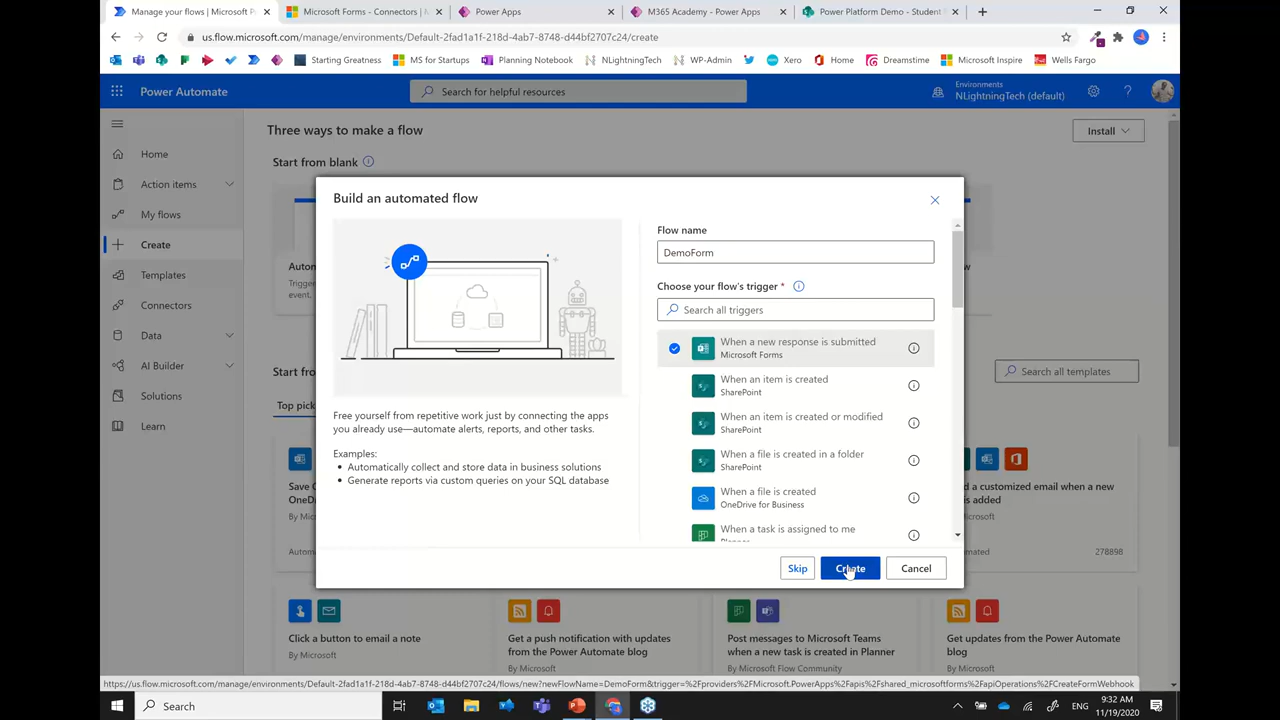 Manage your flows | Microsoft P
Microsoft Forms - Connectors | M
Power Apps
M365 Academy - Power Apps
Power Platform Demo - Student R
us.flow.microsoft.com/manage/environments/Default-2fad1a1f-218d-4ab7-8748-d44bf2707c24/create
Starting Greatness
MS for Startups
Planning Notebook
NLightningTech
WP-Admin
Xero
Home
Dreamstime
Microsoft Inspire
Wells Fargo
Power Automate
Search for helpful resources
Environments
NLightningTech (default)
Three ways to make a flow
Install
Start from blank
Home
Action items
My flows
Create
Templates
Connectors
Data
AI Builder
Solutions
Learn
Build an automated flow
Free yourself from repetitive work just by connecting the apps
you already use—automate alerts, reports, and other tasks.
Examples:
• Automatically collect and store data in business solutions
• Generate reports via custom queries on your SQL database
Flow name
DemoForm
Choose your flow's trigger *
Search all triggers
When a new response is submitted
Microsoft Forms
When an item is created
SharePoint
When an item is created or modified
SharePoint
When a file is created in a folder
SharePoint
When a file is created
OneDrive for Business
When a task is assigned to me
Planner
Skip
Create
Cancel
Autom
Trigger
event.
w
Start fro
Search all templates
Top pick
Save O
OneDri
By Micros
Autom
d a customized email when a new
is added
Microsoft
omated
278898
Click a button to email a note
By Microsoft
Get a push notification with updates
from the Power Automate blog
By Microsoft
Post messages to Microsoft Teams
when a new task is created in Planner
By Microsoft Flow Community
Get updates from the Power Automate
blog
By Microsoft
https://us.flow.microsoft.com/manage/environments/Default-2fad1a1f-218d-4ab7-8748-d44bf2707c24/flows/new?newFlowName=DemoForm&trigger=%2Fproviders%2FMicrosoft.PowerApps%2Fapis%2Fshared_microsoftforms%2FapiOperations%2FCreateFormWebhook
Search
ENG
9:32 AM
11/19/2020